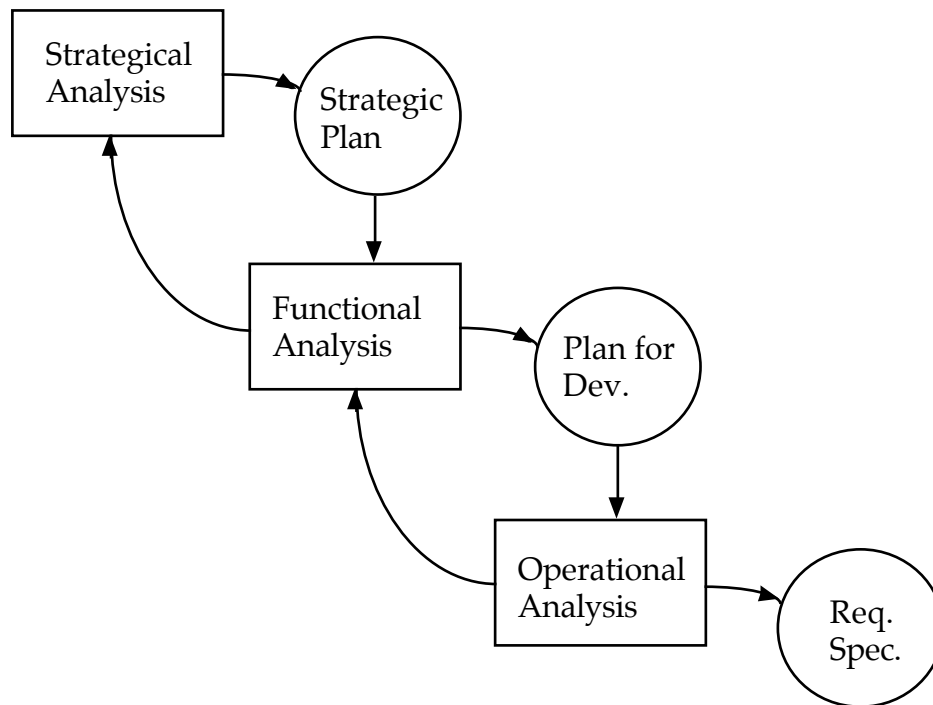 Strategical
Analysis
Strategic
Plan
Functional
Analysis
Plan for
Dev.
Operational
Analysis
Req.
Spec.